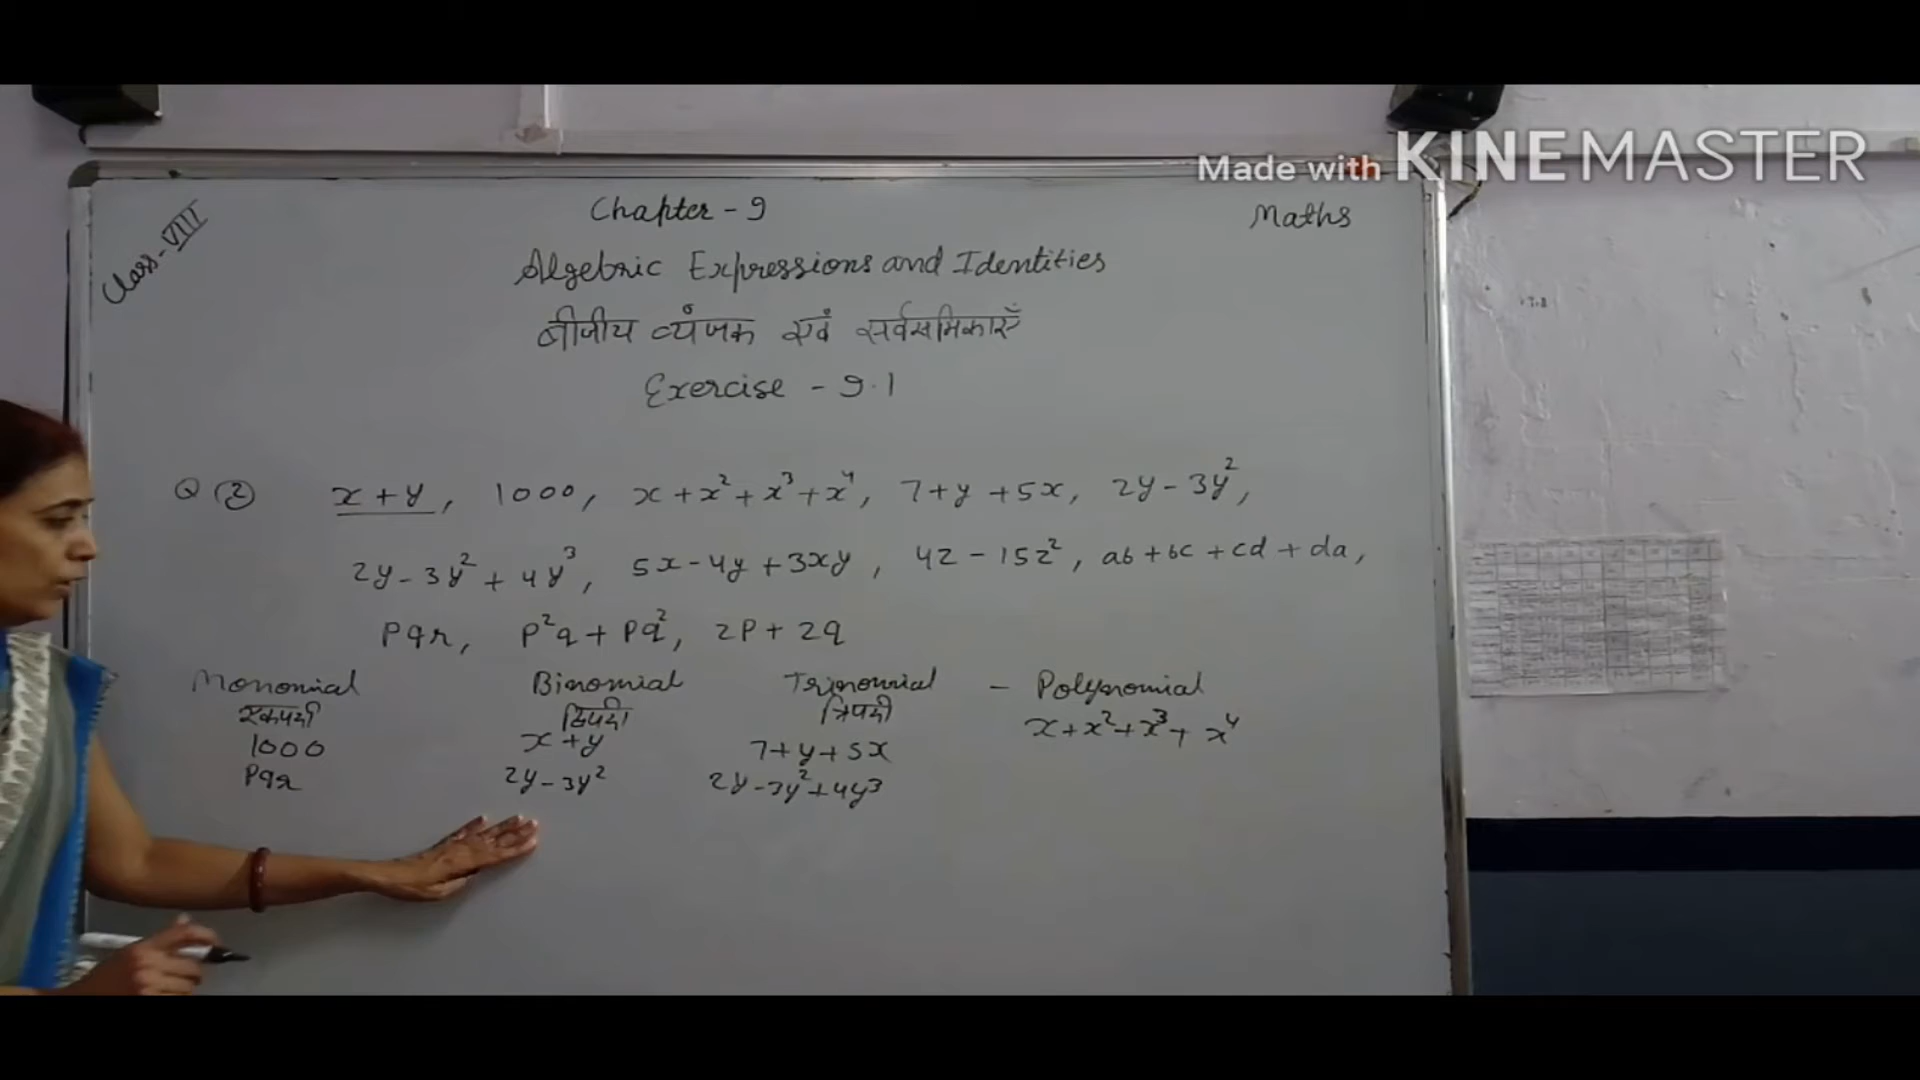 Made with KINEMASTER
Class-VIII
Chapter - 9
Maths
Algebric Expressions and Identities
बीजीय व्यंजक एवं सर्वसमिकाएँ
Exercise - 9.1
Q (2) x + y, 1000, x + x² + x³ + x⁴, 7 + y + 5x, 2y - 3y²,
2y - 3y² + 4y³, 5x - 4y + 3xy, 4z - 15z², ab + bc + cd + da,
pqr, p²q + pq², 2p + 2q
Monomial Binomial Trinomial - Polynomial
एकपदी द्विपदी त्रिपदी x + x² + x³ + x⁴
1000 x + y 7 + y + 5x
pqr 2y - 3y² 2y - 3y² + 4y³